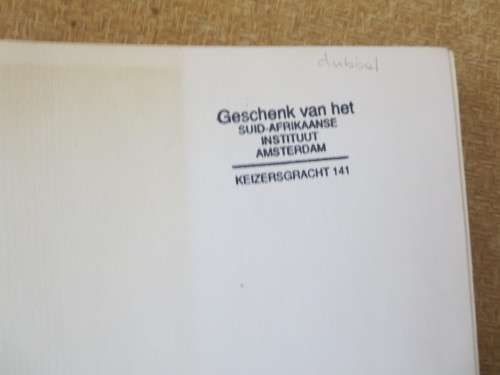 dubbel
Geschenk van het
SUID-AFRIKAANSE
INSTITUUT
AMSTERDAM
KEIZERSGRACHT 141